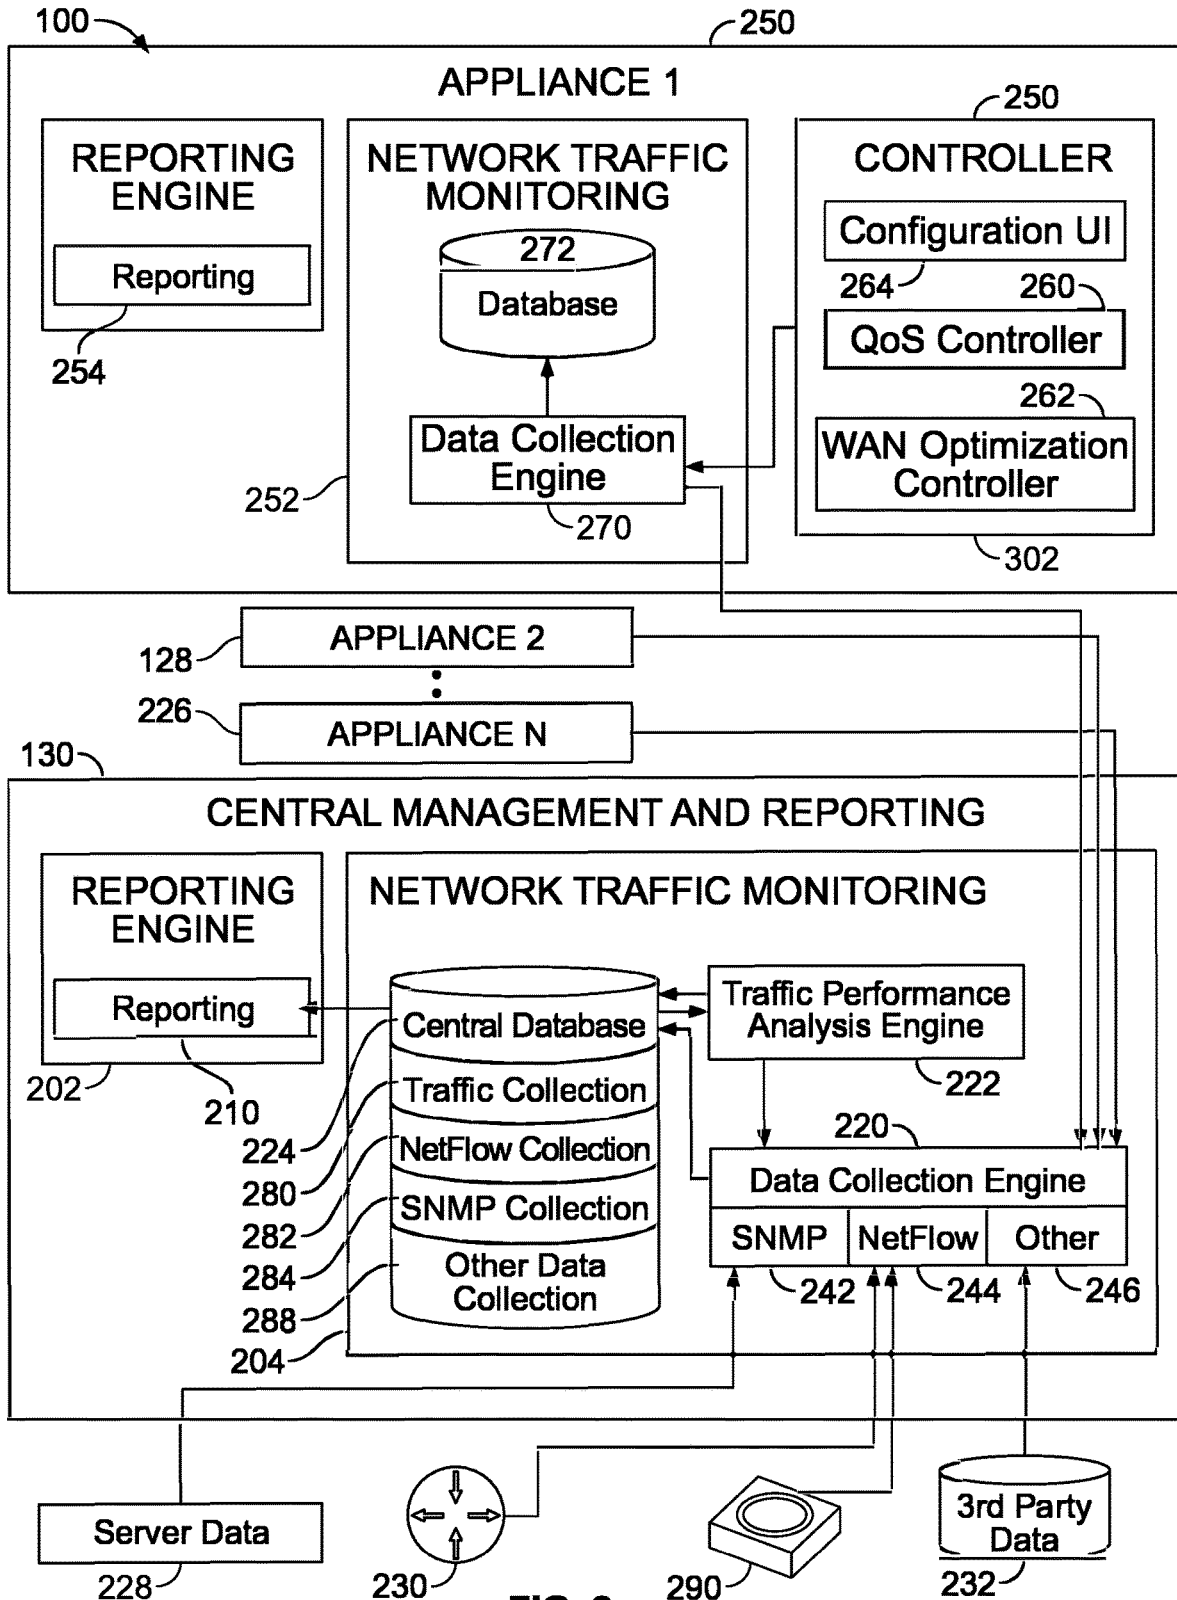 100
250
APPLIANCE 1
250
REPORTING
ENGINE
Reporting
254
NETWORK TRAFFIC
MONITORING
272
Database
Data Collection
Engine
252
270
CONTROLLER
Configuration UI
264
260
QoS Controller
262
WAN Optimization
Controller
302
APPLIANCE 2
128
226
APPLIANCE N
130
CENTRAL MANAGEMENT AND REPORTING
REPORTING
ENGINE
Reporting
202
210
NETWORK TRAFFIC MONITORING
Central Database
Traffic Collection
NetFlow Collection
SNMP Collection
Other Data
Collection
224
280
282
284
288
204
Traffic Performance
Analysis Engine
222
220
Data Collection Engine
SNMP
NetFlow
Other
242
244
246
Server Data
228
230
290
3rd Party
Data
232